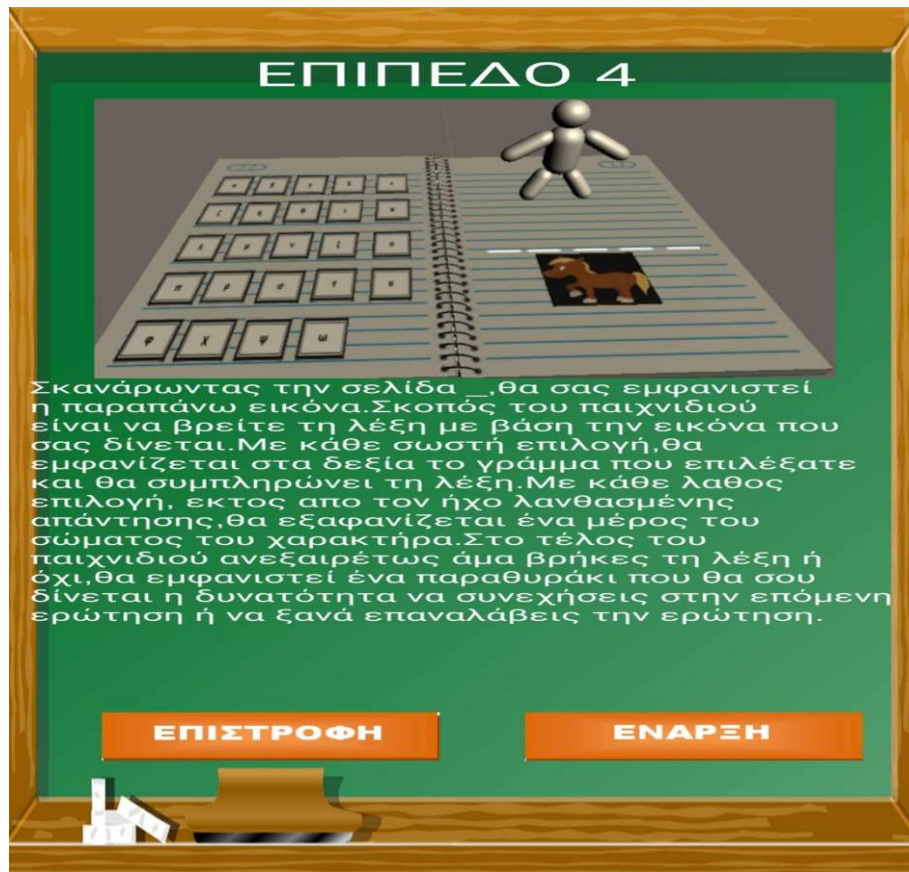 ΕΠΙΠΕΔΟ 4
φ χ ψ ω
Σκανάρωντας την σελίδα _,θα σας εμφανιστεί
η παραπάνω εικόνα.Σκοπός του παιχνιδιού
είναι να βρείτε τη λέξη με βάση την εικόνα που
σας δίνεται.Με κάθε σωστή επιλογή,θα
εμφανίζεται στα δεξία το γράμμα που επιλέξατε
και θα συμπληρώνει τη λέξη.Με κάθε λαθος
επιλογή, εκτος απο τον ήχο λανθασμένης
απάντησης,θα εξαφανίζεται ένα μέρος του
σώματος του χαρακτήρα.Στο τέλος του
παιχνιδιού ανεξαιρέτως άμα βρήκες τη λέξη ή
όχι,θα εμφανιστεί ένα παραθυράκι που θα σου
δίνεται η δυνατότητα να συνεχήσεις στην επόμενη
ερώτηση ή να ξανά επαναλάβεις την ερώτηση.
ΕΠΙΣΤΡΟΦΗ
ΕΝΑΡΞΗ